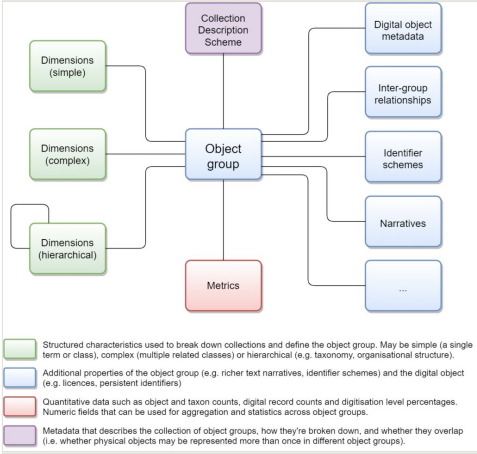 Collection
Description
Scheme
Digital object
metadata
Dimensions
(simple)
Inter-group
relationships
Dimensions
(complex)
Object
group
Identifier
schemes
Narratives
Dimensions
(hierarchical)
Metrics
...
Structured characteristics used to break down collections and define the object group. May be simple (a single
term or class), complex (multiple related classes) or hierarchical (e.g. taxonomy, organisational structure).
Additional properties of the object group (e.g. richer text narratives, identifier schemes) and the digital object
(e.g. licences, persistent identifiers)
Quantitative data such as object and taxon counts, digital record counts and digitisation level percentages.
Numeric fields that can be used for aggregation and statistics across object groups.
Metadata that describes the collection of object groups, how they're broken down, and whether they overlap
(i.e. whether physical objects may be represented more than once in different object groups).